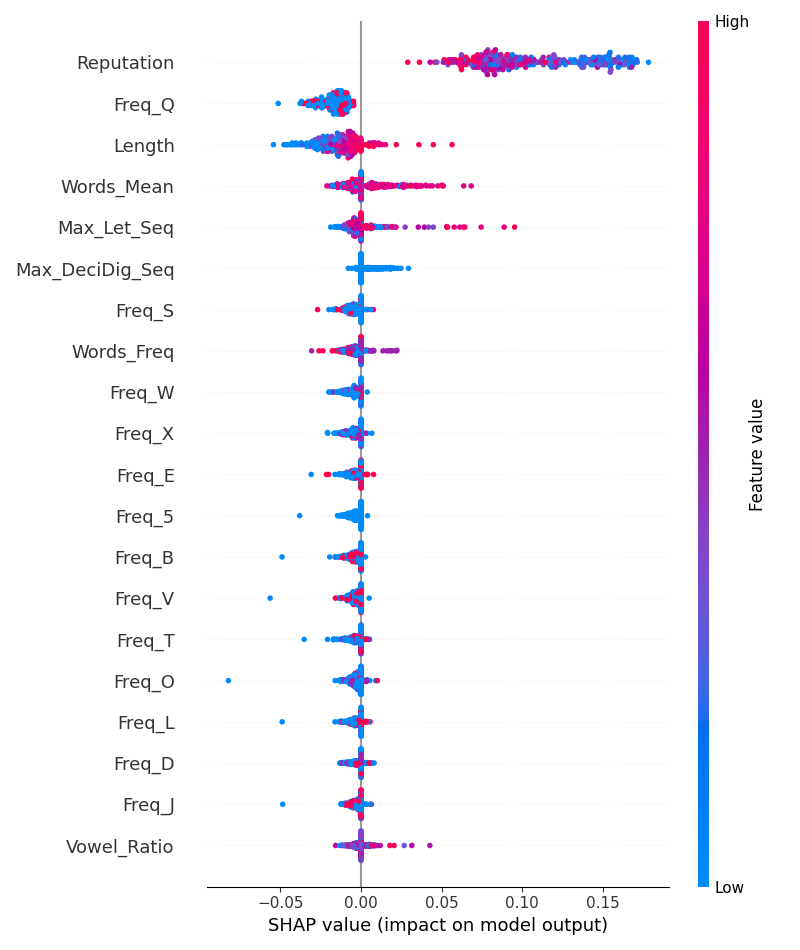 High
Reputation
Freq_Q
Length
Words_Mean
Max_Let_Seq
Max_DeciDig_Seq
Freq_S
Words_Freq
Freq_W
Freq_X
Freq_E
Freq_5
Freq_B
Freq_V
Freq_T
Freq_O
Freq_L
Freq_D
Freq_J
Vowel_Ratio
Feature value
Low
−0.05 0.00 0.05 0.10 0.15
SHAP value (impact on model output)